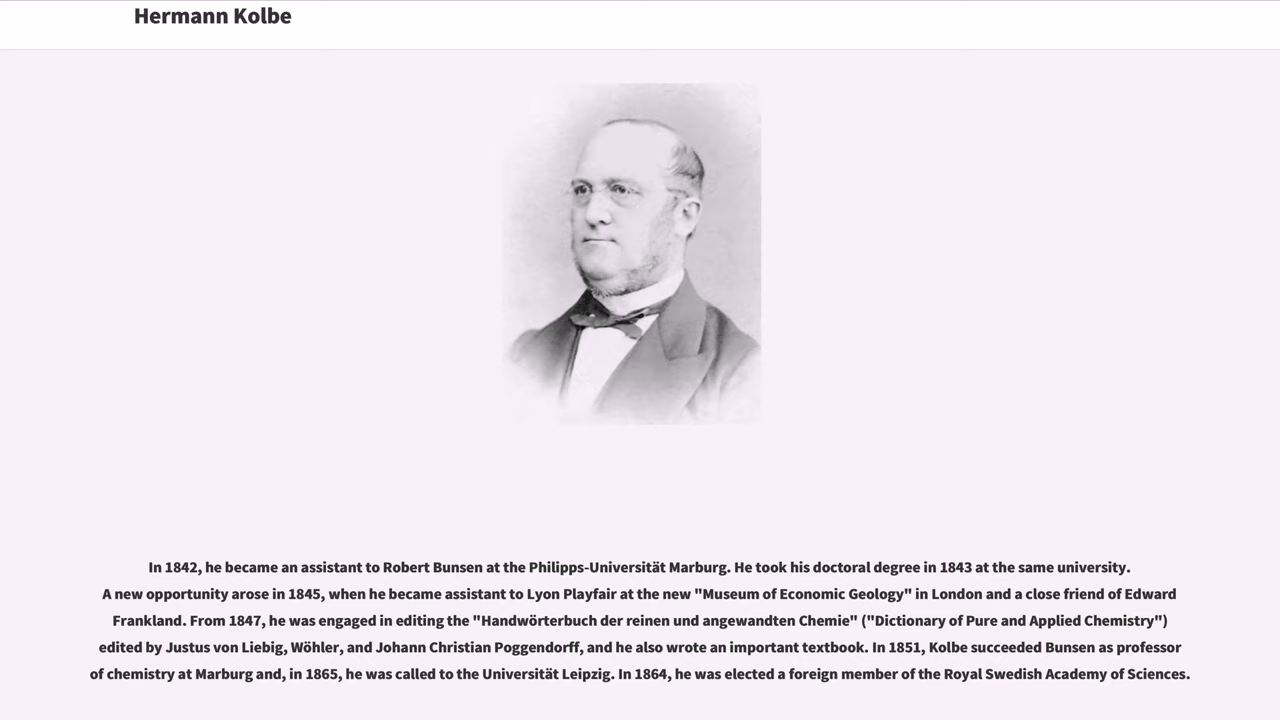 Hermann Kolbe
In 1842, he became an assistant to Robert Bunsen at the Philipps-Universität Marburg. He took his doctoral degree in 1843 at the same university.
A new opportunity arose in 1845, when he became assistant to Lyon Playfair at the new "Museum of Economic Geology" in London and a close friend of Edward
Frankland. From 1847, he was engaged in editing the "Handwörterbuch der reinen und angewandten Chemie" ("Dictionary of Pure and Applied Chemistry")
edited by Justus von Liebig, Wöhler, and Johann Christian Poggendorff, and he also wrote an important textbook. In 1851, Kolbe succeeded Bunsen as professor
of chemistry at Marburg and, in 1865, he was called to the Universität Leipzig. In 1864, he was elected a foreign member of the Royal Swedish Academy of Sciences.